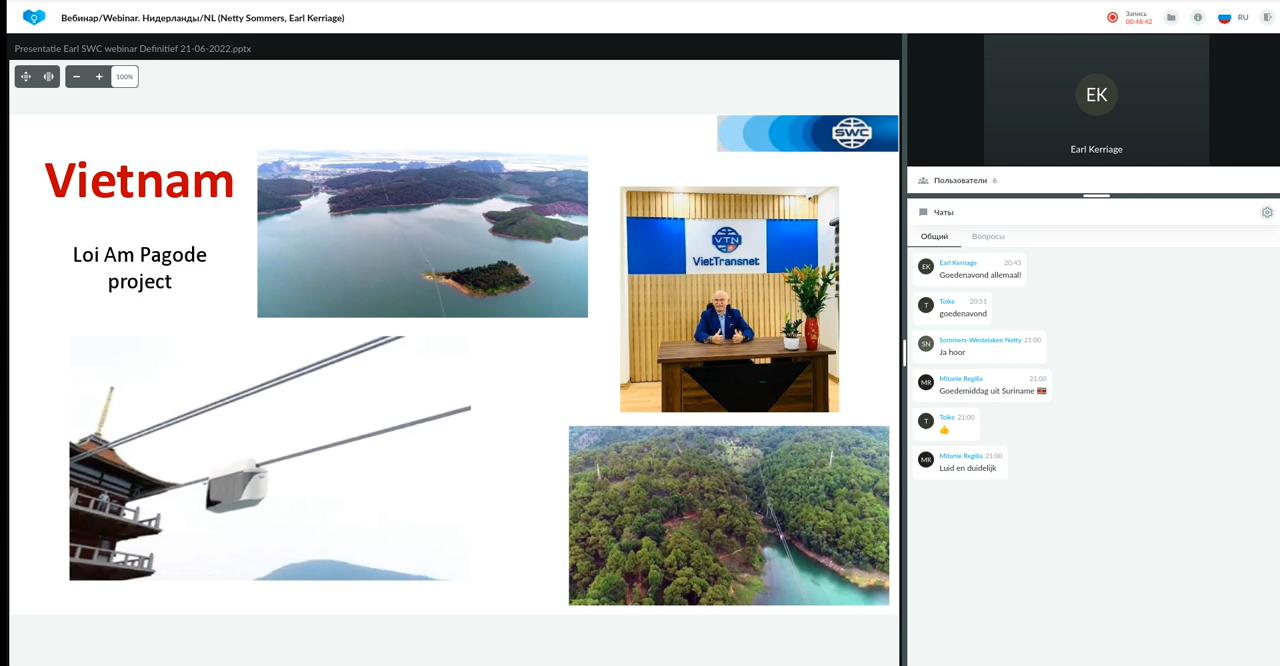 Вебинар/Webinar. Нидерланды/NL (Netty Sommers, Earl Kerriage)
Запись
00:48:42
RU
Presentatie Earl SWC webinar Definitief 21-06-2022.pptx
100%
SWC
Vietnam
Loi Am Pagode
project
VTN
VietTransnet
EK
Earl Kerriage
Пользователи 6
Чаты
Общий
Вопросы
EK
Earl Kerriage 20:43
Goedenavond allemaal!
T
Toike 20:51
goedenavond
SN
Sommers-Westelaken Netty 21:00
Ja hoor
MR
Mitanie Regilia 21:00
Goedemiddag uit Suriname 🇸🇷
T
Toike 21:00
👍
MR
Mitanie Regilia 21:00
Luid en duidelijk